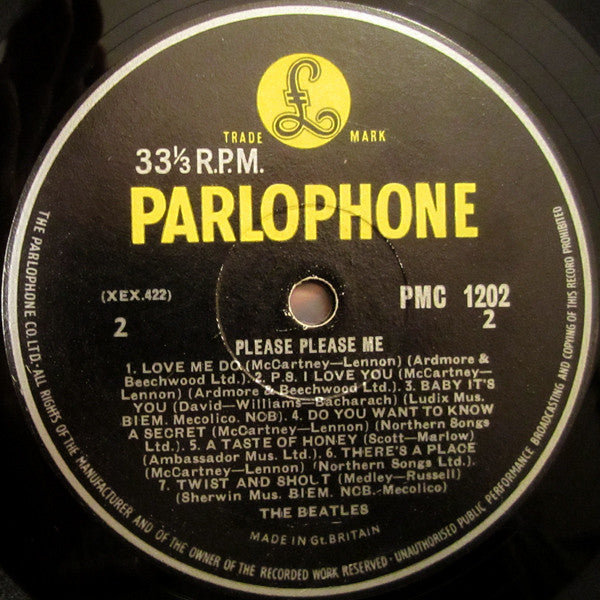 £
TRADE MARK
33⅓ R.P.M.
PARLOPHONE
(XEX.422)
2
PMC 1202
2
PLEASE PLEASE ME
1. LOVE ME DO (McCartney—Lennon) (Ardmore &
Beechwood Ltd.). 2. P.S. I LOVE YOU (McCartney—
Lennon) (Ardmore & Beechwood Ltd.). 3. BABY IT'S
YOU (David—Williams—Bacharach) (Ludix Mus.
BIEM. Mecolico. NCB). 4. DO YOU WANT TO KNOW
A SECRET (McCartney—Lennon) (Northern Songs
Ltd.). 5. A TASTE OF HONEY (Scott—Marlow)
(Ambassador Mus. Ltd.). 6. THERE'S A PLACE
(McCartney—Lennon) (Northern Songs Ltd.).
7. TWIST AND SHOUT (Medley—Russell)
(Sherwin Mus. BIEM. NCB.-Mecolico)
THE BEATLES
MADE IN Gt. BRITAIN
THE PARLOPHONE CO. LTD. · ALL RIGHTS OF THE MANUFACTURER AND OF THE OWNER OF THE RECORDED WORK RESERVED · UNAUTHORISED PUBLIC PERFORMANCE BROADCASTING AND COPYING OF THIS RECORD PROHIBITED